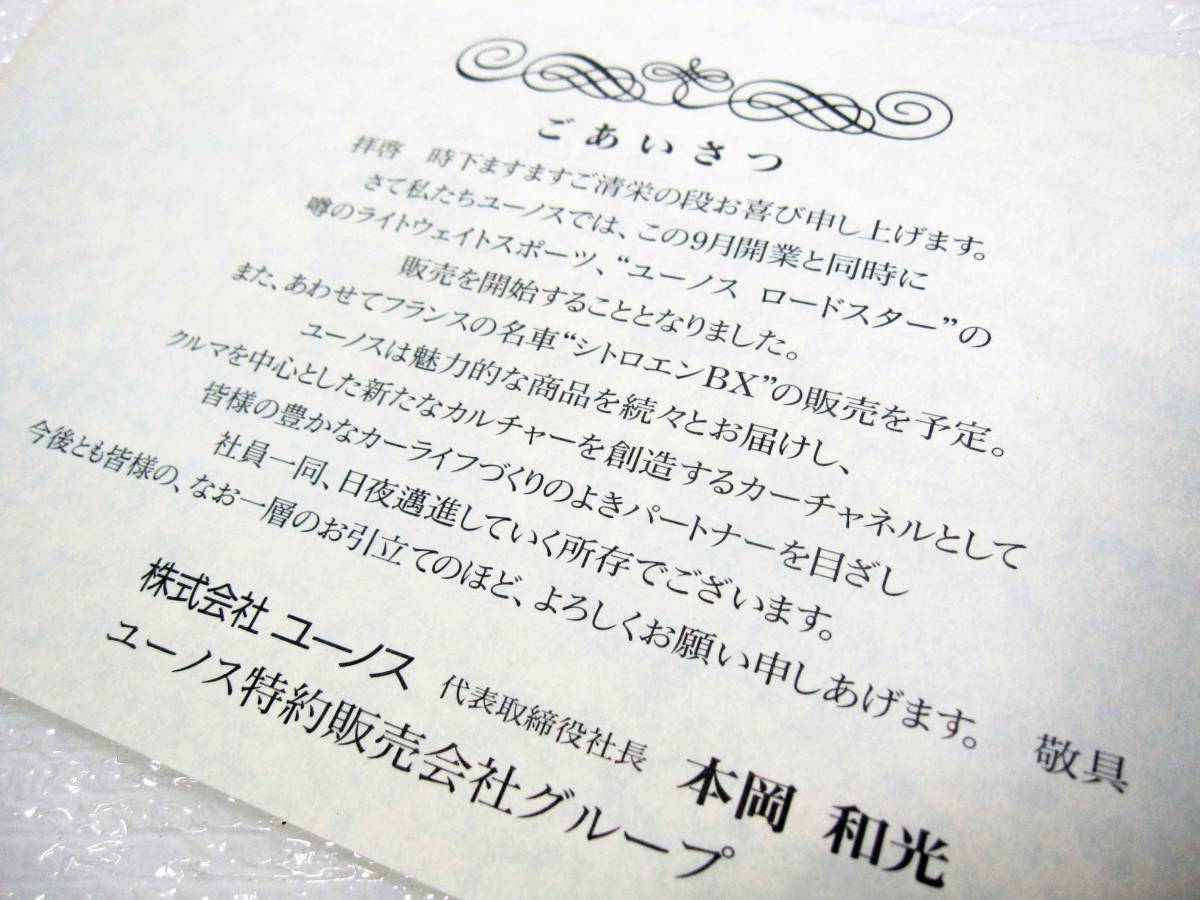 ごあいさつ
拝啓　時下ますますご清栄の段お喜び申し上げます。
さて私たちユーノスでは、この9月開業と同時に
噂のライトウェイトスポーツ、“ユーノス　ロードスター”の
販売を開始することとなりました。
また、あわせてフランスの名車“シトロエンBX”の販売を予定。
ユーノスは魅力的な商品を続々とお届けし、
クルマを中心とした新たなカルチャーを創造するカーチャネルとして
皆様の豊かなカーライフづくりのよきパートナーを目ざし
社員一同、日夜邁進していく所存でございます。
今後とも皆様の、なお一層のお引立てのほど、よろしくお願い申しあげます。　敬具
株式会社 ユーノス　代表取締役社長　本岡 和光
ユーノス特約販売会社グループ